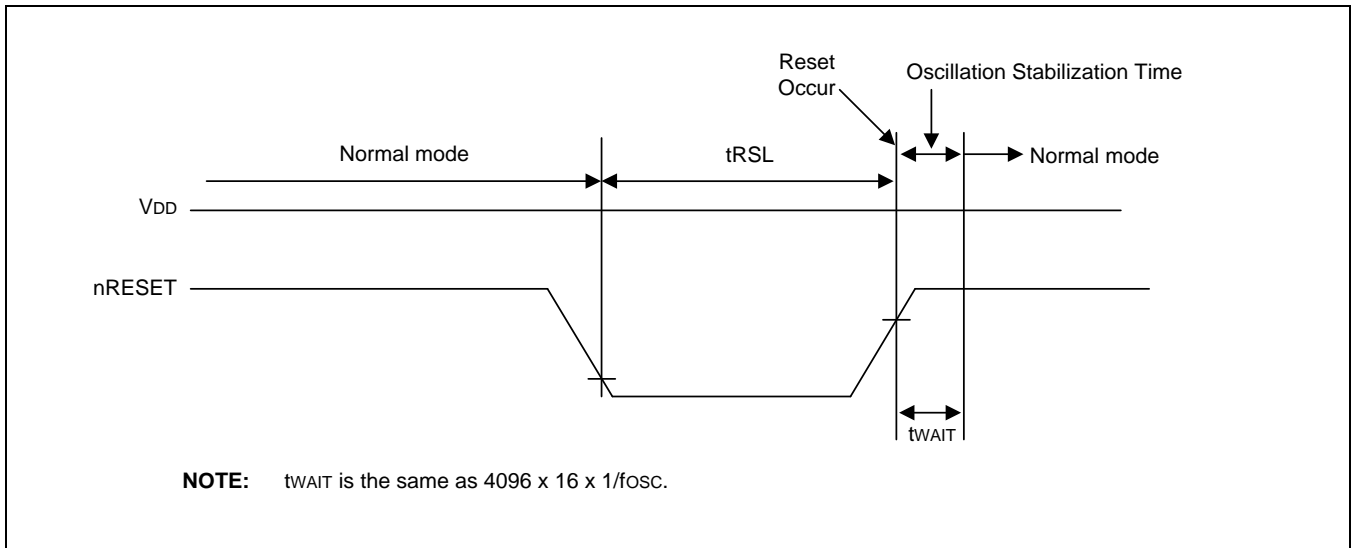 Reset
Occur
Oscillation Stabilization Time
Normal mode
tRSL
Normal mode
VDD
nRESET
tWAIT
NOTE: tWAIT is the same as 4096 x 16 x 1/fOSC.